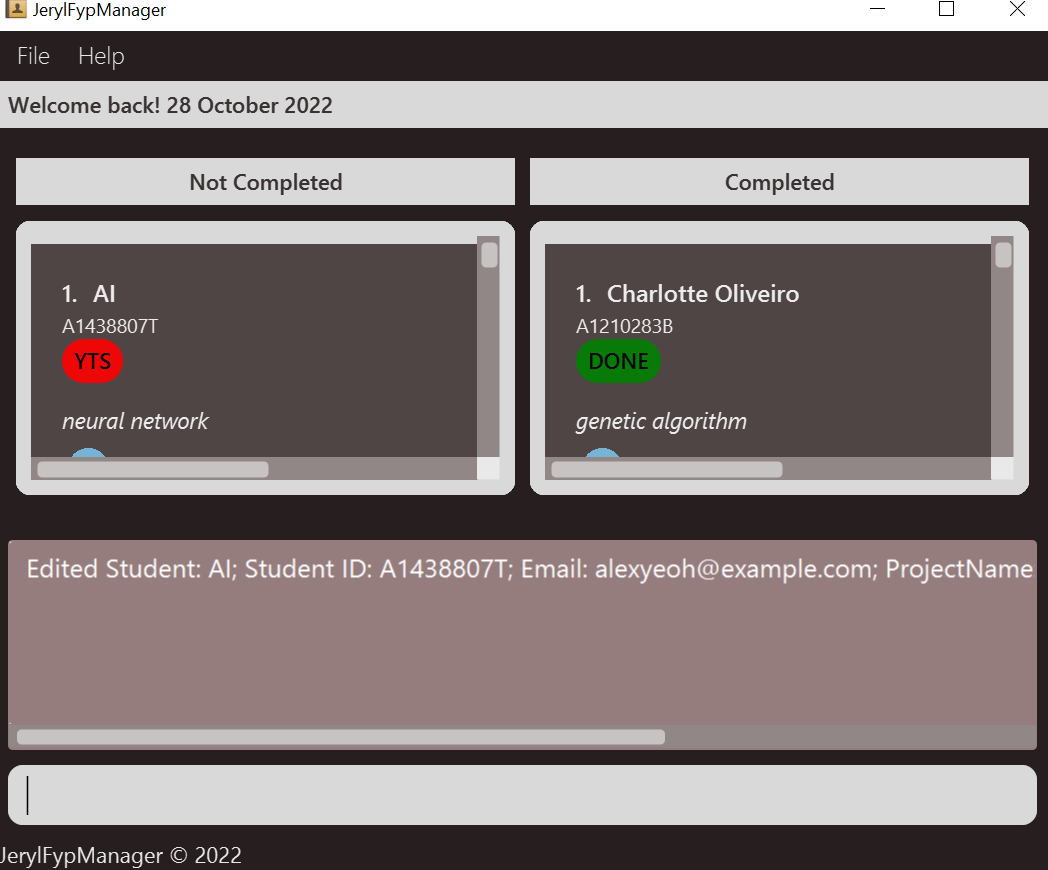 JerylFypManager
File Help
Welcome back! 28 October 2022
Not Completed
1. AI
A1438807T
YTS
neural network
Completed
1. Charlotte Oliveiro
A1210283B
DONE
genetic algorithm
Edited Student: AI; Student ID: A1438807T; Email: alexyeoh@example.com; ProjectName
JerylFypManager © 2022